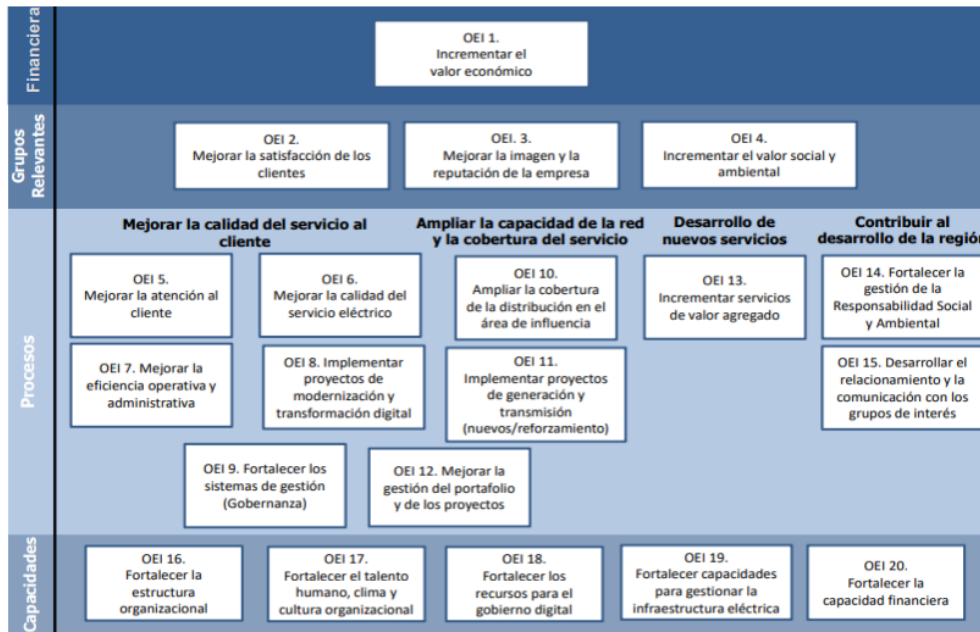 Financiera
OEI 1.
Incrementar el
valor económico
Grupos
Relevantes
OEI 2.
Mejorar la satisfacción de los
clientes
OEI. 3.
Mejorar la imagen y la
reputación de la empresa
OEI 4.
Incrementar el valor social y
ambiental
Procesos
Mejorar la calidad del servicio al
cliente
Ampliar la capacidad de la red
y la cobertura del servicio
Desarrollo de
nuevos servicios
Contribuir al
desarrollo de la región
OEI 5.
Mejorar la atención al
cliente
OEI 6.
Mejorar la calidad del
servicio eléctrico
OEI 10.
Ampliar la cobertura
de la distribución en el
área de influencia
OEI 13.
Incrementar servicios
de valor agregado
OEI 14. Fortalecer la
gestión de la
Responsabilidad Social
y Ambiental
OEI 7. Mejorar la
eficiencia operativa y
administrativa
OEI 8. Implementar
proyectos de
modernización y
transformación digital
OEI 11.
Implementar proyectos
de generación y
transmisión
(nuevos/reforzamiento)
OEI 15. Desarrollar el
relacionamiento y la
comunicación con los
grupos de interés
OEI 9. Fortalecer los
sistemas de gestión
(Gobernanza)
OEI 12. Mejorar la
gestión del portafolio
y de los proyectos
Capacidades
OEI 16.
Fortalecer la
estructura
organizacional
OEI 17.
Fortalecer el talento
humano, clima y
cultura organizacional
OEI 18.
Fortalecer los
recursos para el
gobierno digital
OEI 19.
Fortalecer capacidades
para gestionar la
infraestructura eléctrica
OEI 20.
Fortalecer la
capacidad financiera